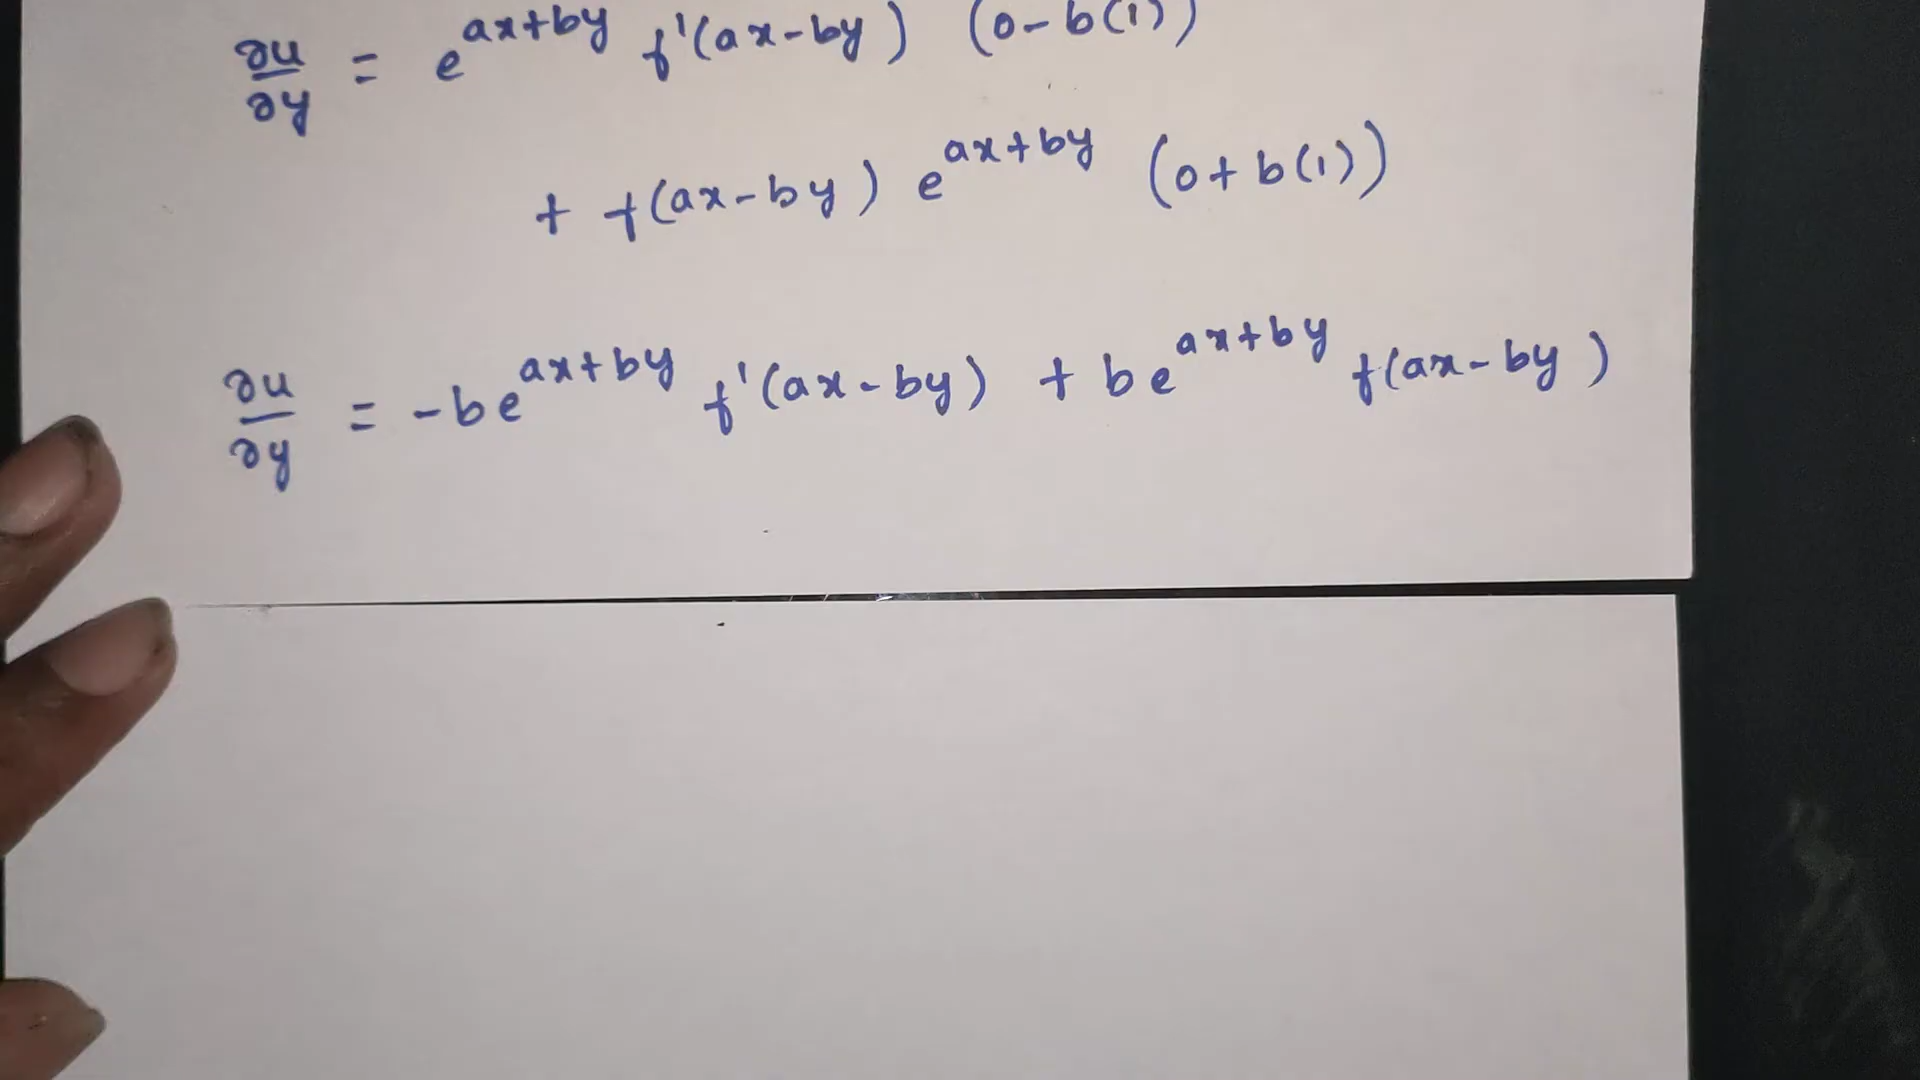 ∂u/∂y = e^{ax+by} f'(ax-by) (0-b(1))
+ f(ax-by) e^{ax+by} (0+b(1))
∂u/∂y = -be^{ax+by} f'(ax-by) + be^{ax+by} f(ax-by)